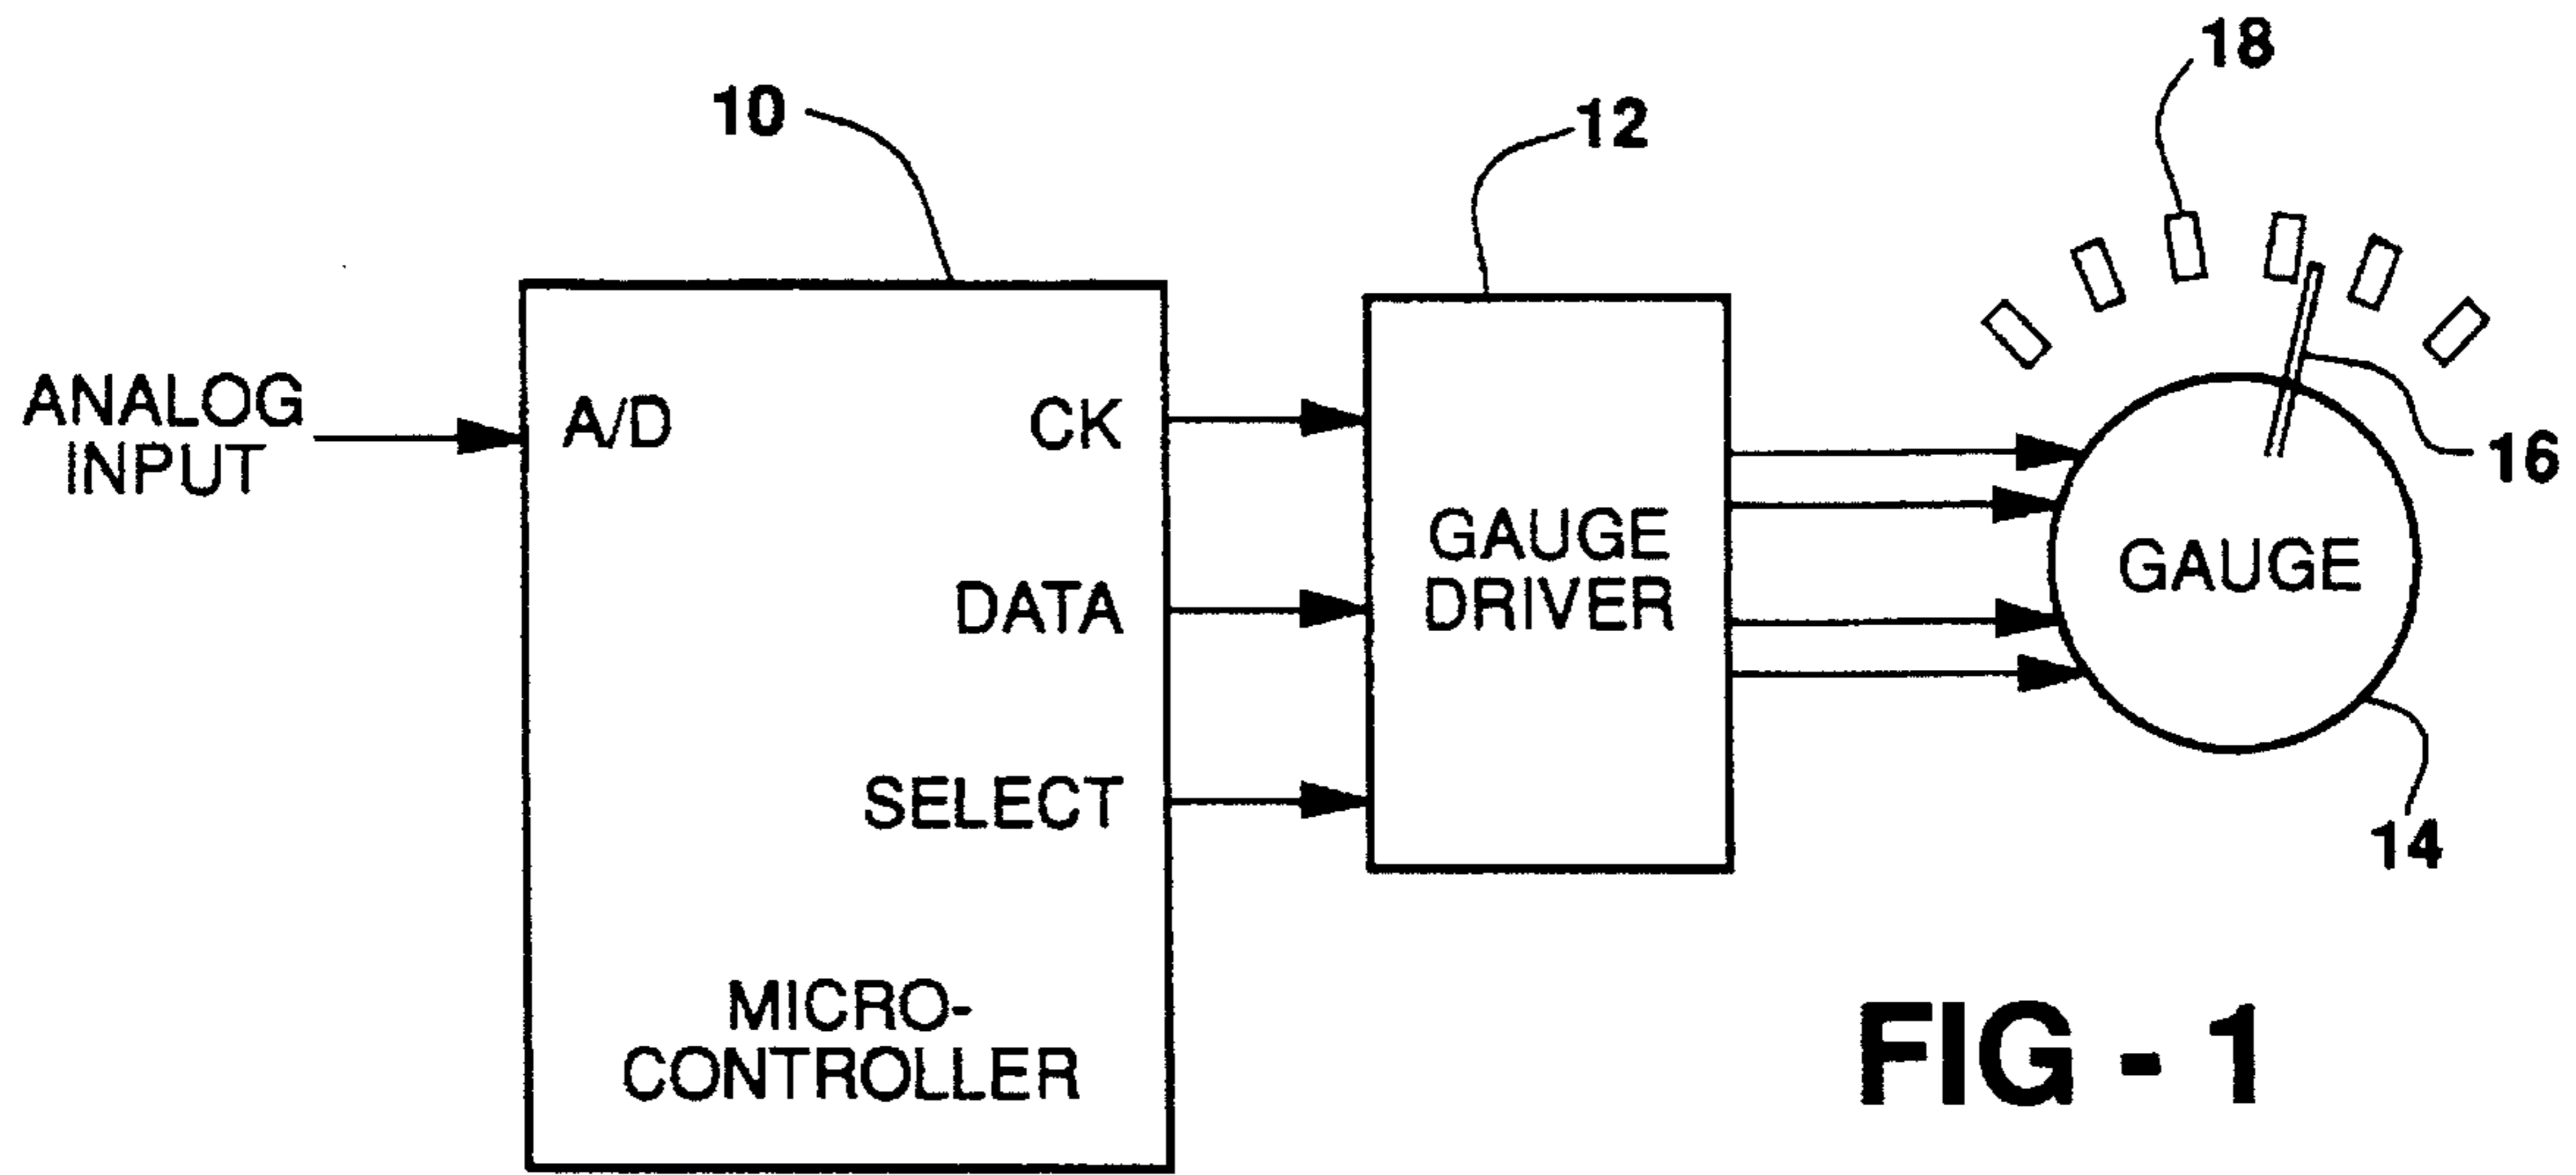 18
10
12
ANALOG
INPUT
A/D
CK
16
GAUGE
DRIVER
GAUGE
DATA
SELECT
14
MICRO-
CONTROLLER
FIG - 1